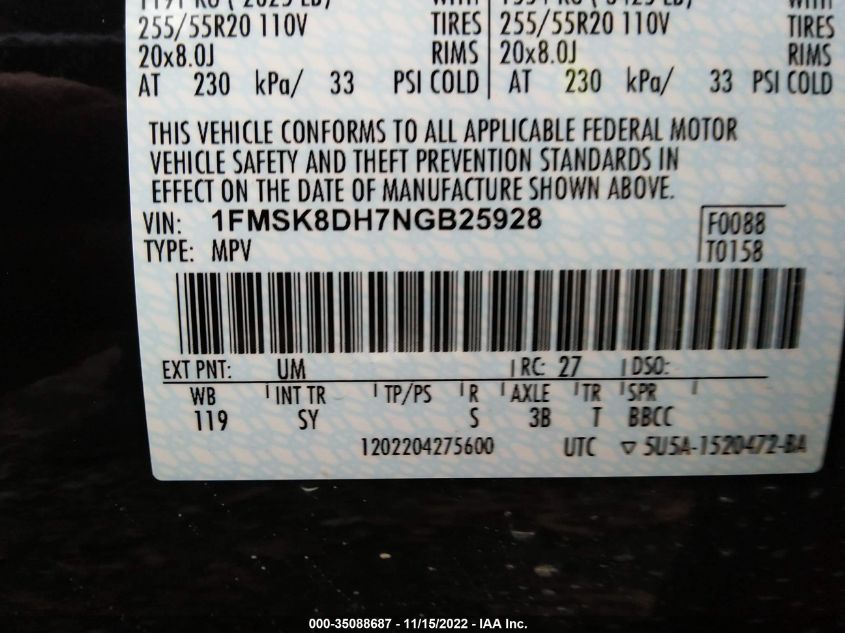 255/55R20 110V TIRES 255/55R20 110V TIRES
20x8.0J RIMS 20x8.0J RIMS
AT 230 kPa/ 33 PSI COLD AT 230 kPa/ 33 PSI COLD
THIS VEHICLE CONFORMS TO ALL APPLICABLE FEDERAL MOTOR
VEHICLE SAFETY AND THEFT PREVENTION STANDARDS IN
EFFECT ON THE DATE OF MANUFACTURE SHOWN ABOVE.
VIN: 1FMSK8DH7NGB25928 F0088
TYPE: MPV T0158
EXT PNT: UM RC: 27 DSO:
WB INT TR TP/PS R AXLE TR SPR
119 SY S 3B T BBCC
1202204275600 UTC ▽ 5U5A-1520472-BA
000-35088687 - 11/15/2022 - IAA Inc.